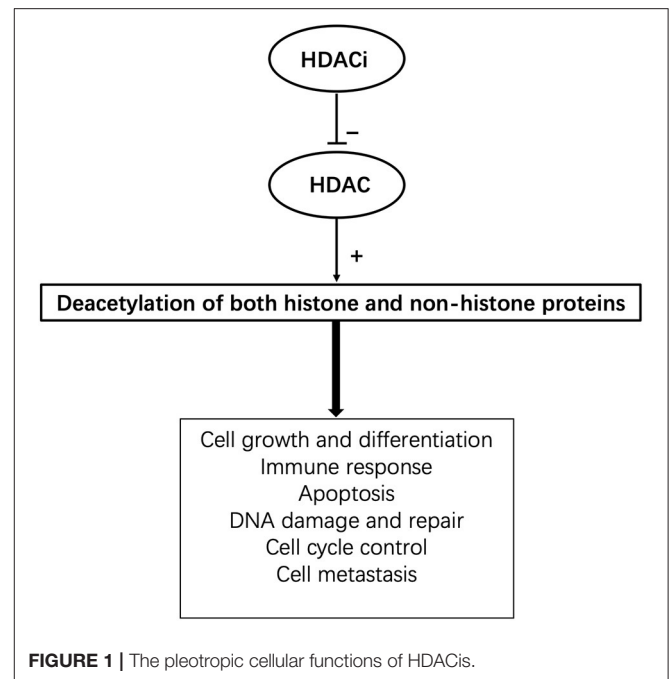 HDACi
–
HDAC
+
Deacetylation of both histone and non-histone proteins
Cell growth and differentiation
Immune response
Apoptosis
DNA damage and repair
Cell cycle control
Cell metastasis
FIGURE 1 | The pleotropic cellular functions of HDACis.